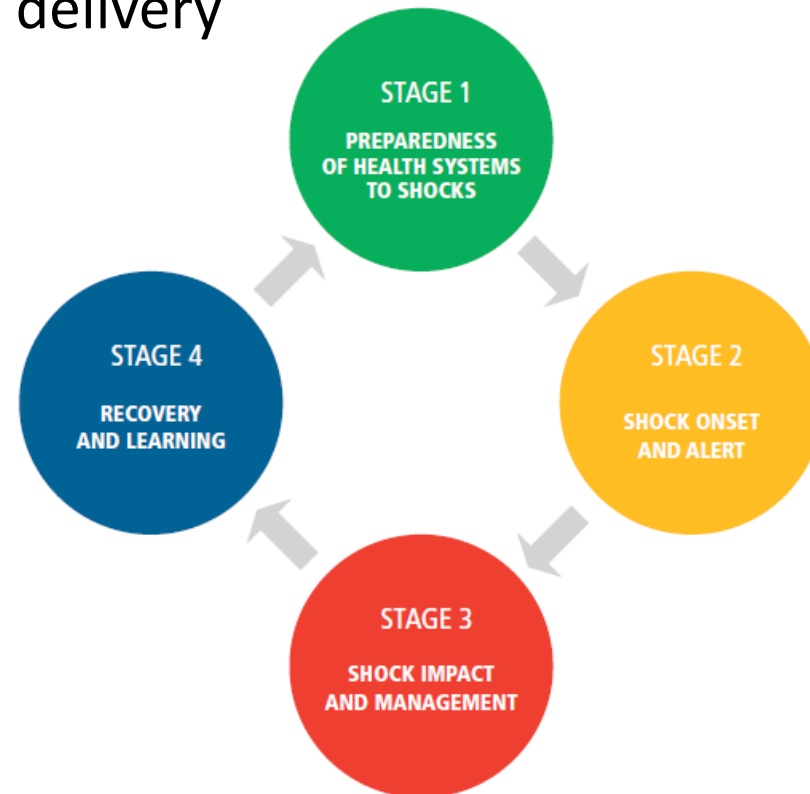 delivery
STAGE 1
PREPAREDNESS
OF HEALTH SYSTEMS
TO SHOCKS
STAGE 2
SHOCK ONSET
AND ALERT
STAGE 3
SHOCK IMPACT
AND MANAGEMENT
STAGE 4
RECOVERY
AND LEARNING